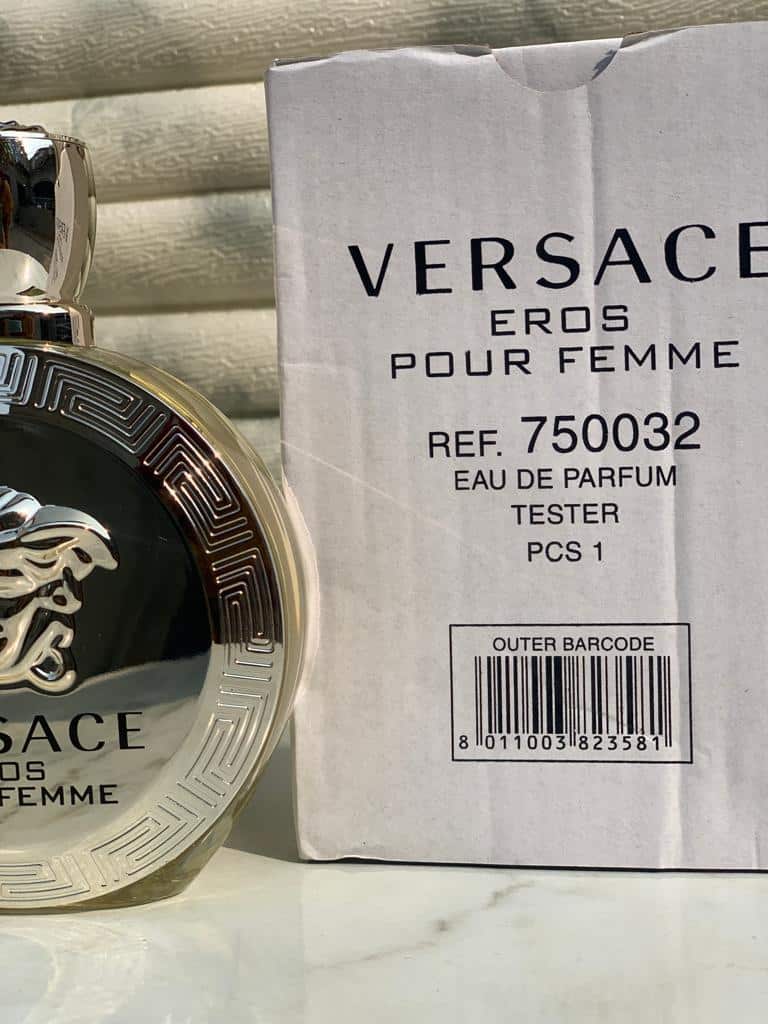 VERSACE
EROS
POUR FEMME
REF. 750032
EAU DE PARFUM
TESTER
PCS 1
OUTER BARCODE
8 011003 823581
SACE
OS
FEMME